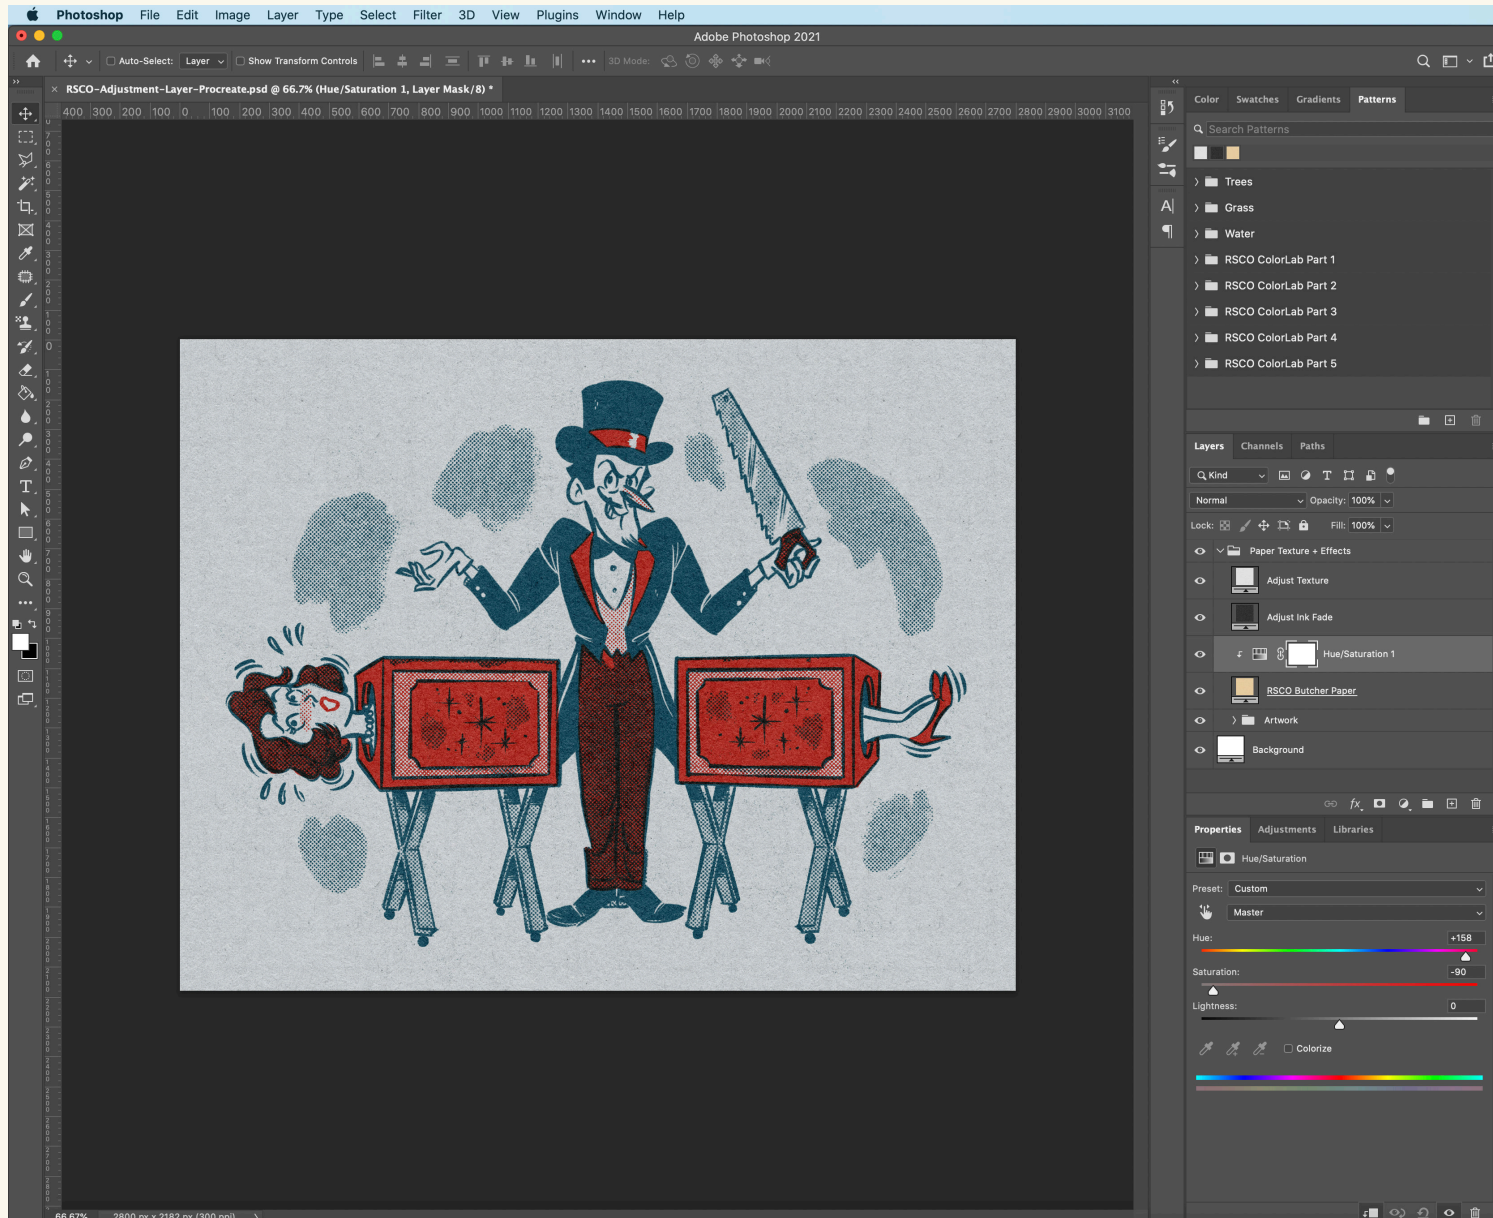 Photoshop File Edit Image Layer Type Select Filter 3D View Plugins Window Help
Adobe Photoshop 2021
Auto-Select: Layer Show Transform Controls 3D Mode:
× RSCO-Adjustment-Layer-Procreate.psd @ 66.7% (Hue/Saturation 1, Layer Mask/8) *
400 300 200 100 0 100 200 300 400 500 600 700 800 900 1000 1100 1200 1300 1400 1500 1600 1700 1800 1900 2000 2100 2200 2300 2400 2500 2600 2700 2800 2900 3000 3100
Color Swatches Gradients Patterns
Search Patterns
Trees
Grass
Water
RSCO ColorLab Part 1
RSCO ColorLab Part 2
RSCO ColorLab Part 3
RSCO ColorLab Part 4
RSCO ColorLab Part 5
Layers Channels Paths
Kind
Normal Opacity: 100%
Lock: Fill: 100%
Paper Texture + Effects
Adjust Texture
Adjust Ink Fade
Hue/Saturation 1
RSCO Butcher Paper
Artwork
Background
fx
Properties Adjustments Libraries
Hue/Saturation
Preset: Custom
Master
Hue: +158
Saturation: -90
Lightness: 0
Colorize
66.67% 2800 px x 2182 px (300 ppi)